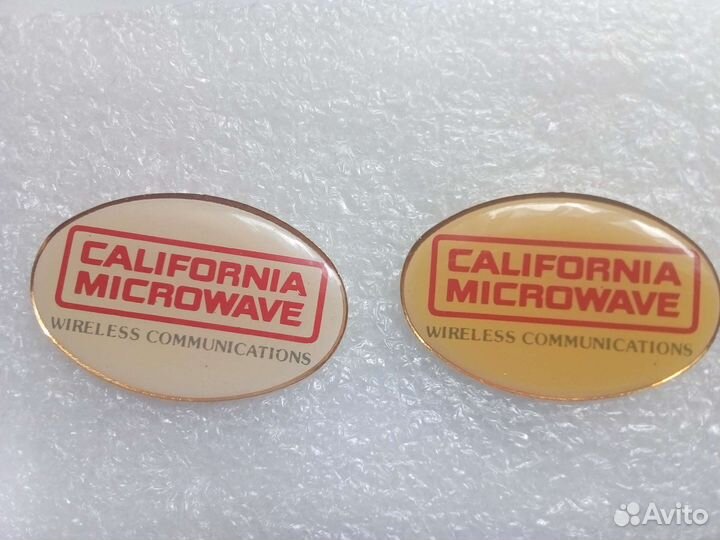 CALIFORNIA
MICROWAVE
WIRELESS COMMUNICATIONS
CALIFORNIA
MICROWAVE
WIRELESS COMMUNICATIONS
Avito